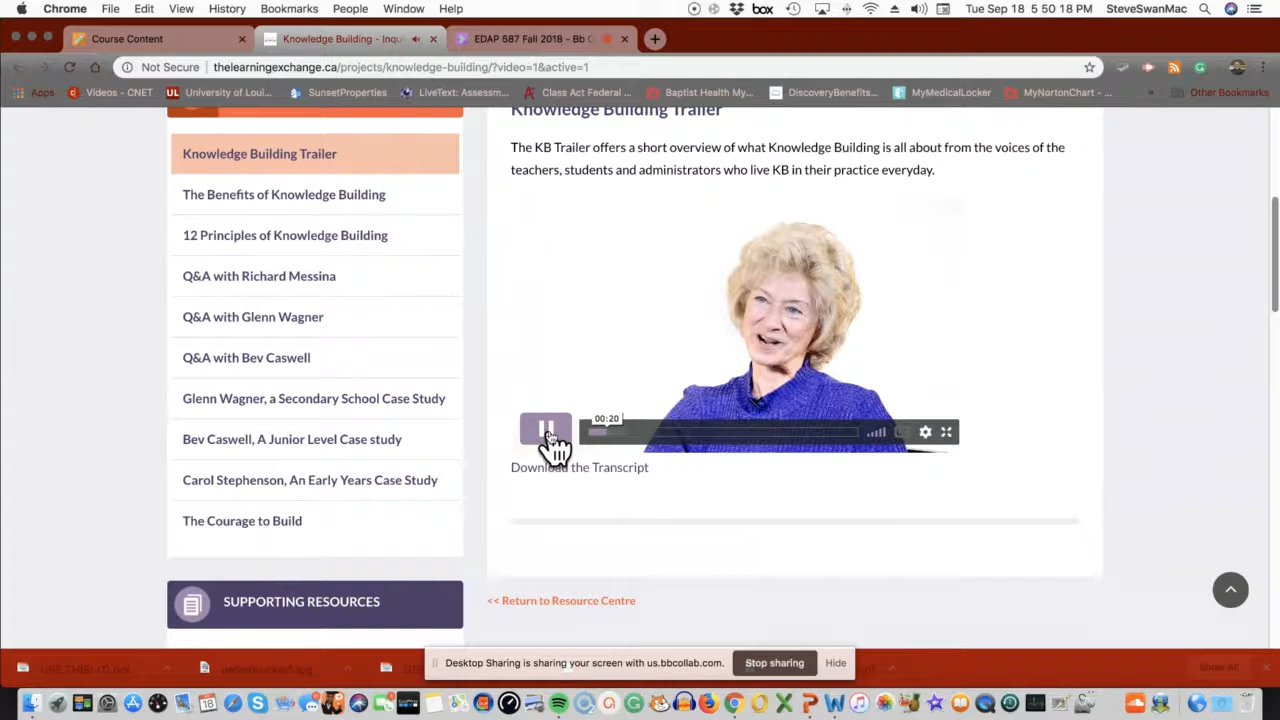 Chrome File Edit View History Bookmarks People Window Help box Tue Sep 18 5 50 18 PM SteveSwanMac
Course Content Knowledge Building - Inqu EDAP 587 Fall 2018 - Bb C
Not Secure thelearningexchange.ca/projects/knowledge-building/?video=1&active=1
Apps Videos - CNET UL University of Loui... SunsetProperties LiveText: Assessm... Class Act Federal ... Baptist Health My... DiscoveryBenefits... MyMedicalLocker MyNortonChart - ... » Other Bookmarks
Knowledge Building Trailer
The KB Trailer offers a short overview of what Knowledge Building is all about from the voices of the
teachers, students and administrators who live KB in their practice everyday.
Knowledge Building Trailer
The Benefits of Knowledge Building
12 Principles of Knowledge Building
Q&A with Richard Messina
Q&A with Glenn Wagner
Q&A with Bev Caswell
Glenn Wagner, a Secondary School Case Study
Bev Caswell, A Junior Level Case study
Carol Stephenson, An Early Years Case Study
The Courage to Build
00:20
Download the Transcript
SUPPORTING RESOURCES
<< Return to Resource Centre
Desktop Sharing is sharing your screen with us.bbcollab.com. Stop sharing Hide
Show All
18